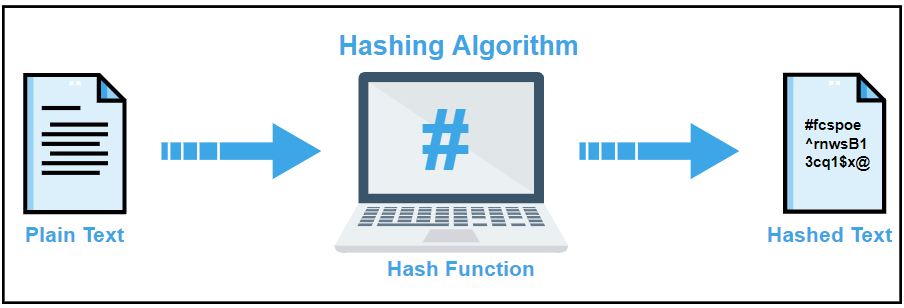 Hashing Algorithm
#
#fcspoe
^rnwsB1
3cq1$x@
Plain Text
Hash Function
Hashed Text